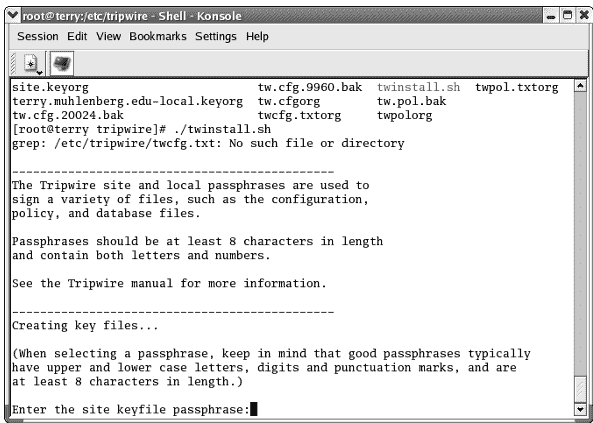 root@terry:/etc/tripwire - Shell - Konsole
Session Edit View Bookmarks Settings Help
site.keyorg tw.cfg.9960.bak twinstall.sh twpol.txtorg
terry.muhlenberg.edu-local.keyorg tw.cfgorg tw.pol.bak
tw.cfg.20024.bak twcfg.txtorg twpolorg
[root@terry tripwire]# ./twinstall.sh
grep: /etc/tripwire/twcfg.txt: No such file or directory
----------------------------------------------
The Tripwire site and local passphrases are used to
sign a variety of files, such as the configuration,
policy, and database files.
Passphrases should be at least 8 characters in length
and contain both letters and numbers.
See the Tripwire manual for more information.
----------------------------------------------
Creating key files...
(When selecting a passphrase, keep in mind that good passphrases typically
have upper and lower case letters, digits and punctuation marks, and are
at least 8 characters in length.)
Enter the site keyfile passphrase: